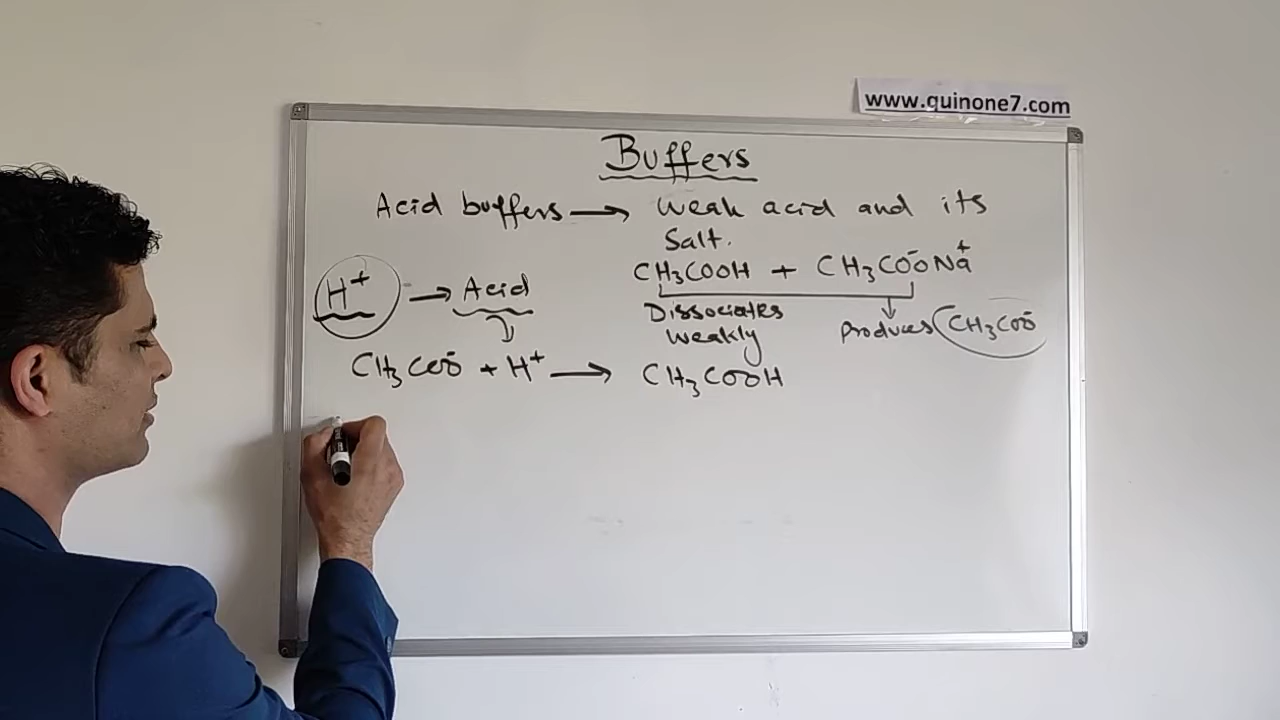 www.quinone7.com
Buffers
Acid buffers → weak acid and its
Salt.
CH₃COOH + CH₃COO⁻Na⁺
H⁺ → Acid
Dissociates
weakly
Produces CH₃COO⁻
CH₃COO⁻ + H⁺ → CH₃COOH